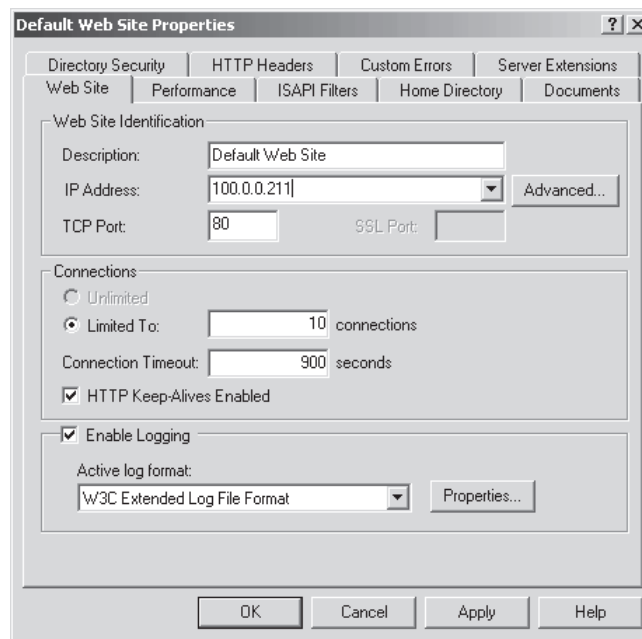 Default Web Site Properties ? X
Directory Security HTTP Headers Custom Errors Server Extensions
Web Site Performance ISAPI Filters Home Directory Documents
Web Site Identification
Description: Default Web Site
IP Address: 100.0.0.211 Advanced...
TCP Port: 80 SSL Port:
Connections
Unlimited
Limited To: 10 connections
Connection Timeout: 900 seconds
HTTP Keep-Alives Enabled
Enable Logging
Active log format:
W3C Extended Log File Format Properties...
OK Cancel Apply Help